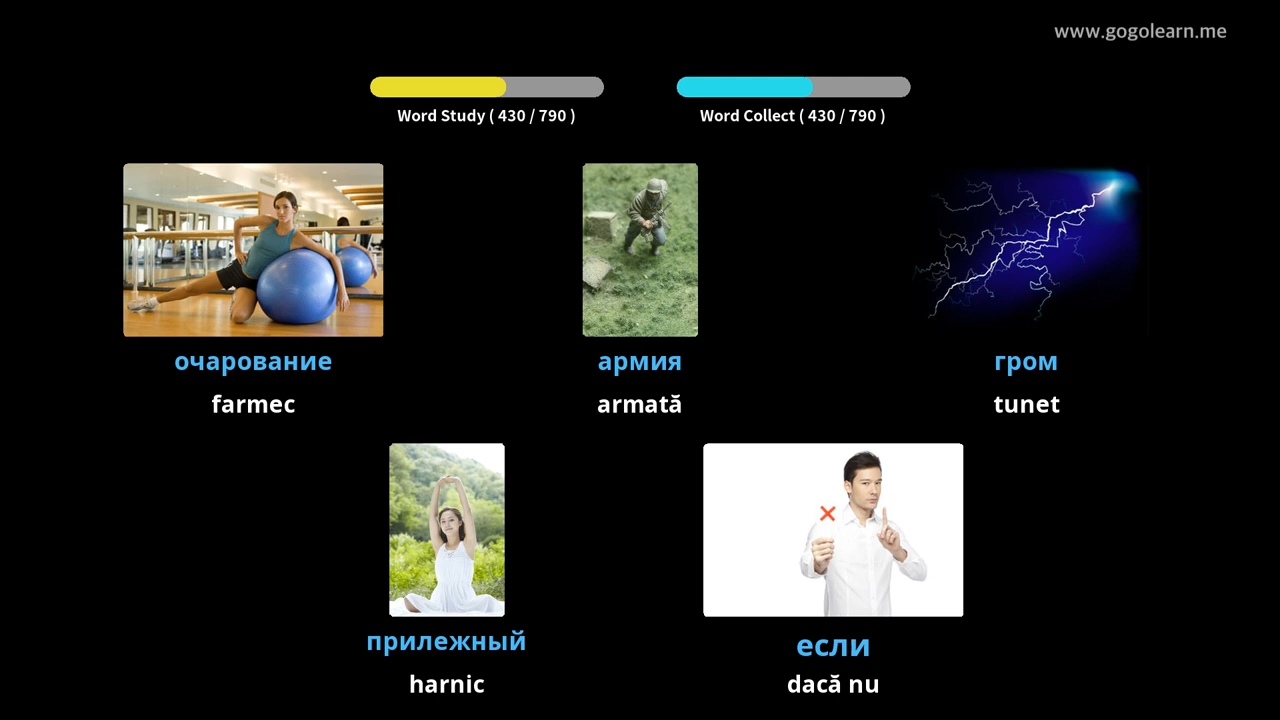 www.gogolearn.me
Word Study ( 430 / 790 )
Word Collect ( 430 / 790 )
очарование
армия
гром
farmec
armată
tunet
прилежный
если
harnic
dacă nu